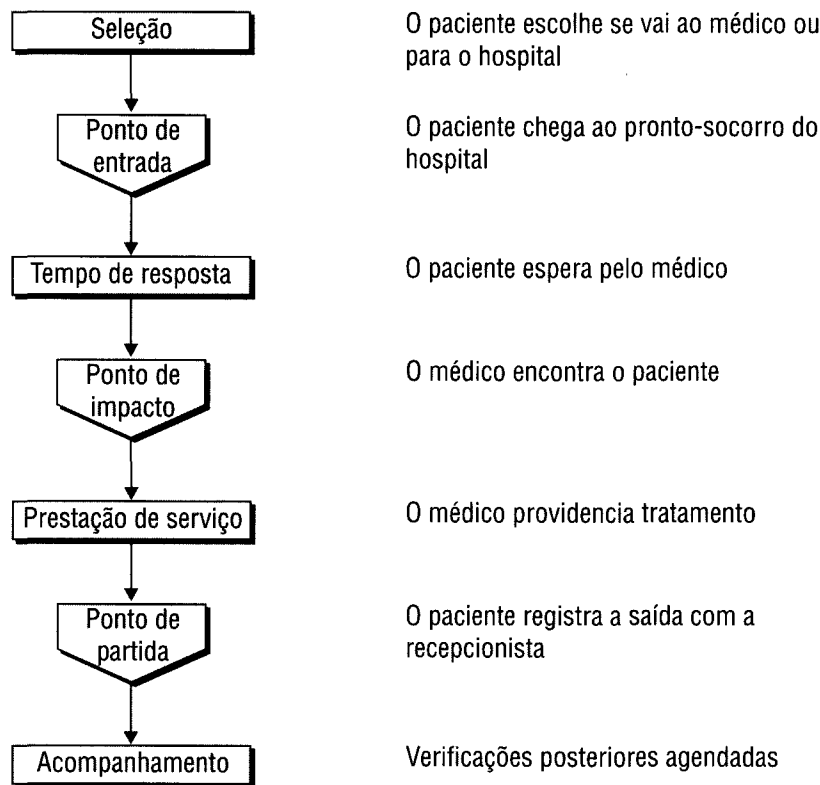 Seleção
O paciente escolhe se vai ao médico ou
para o hospital
Ponto de
entrada
O paciente chega ao pronto-socorro do
hospital
Tempo de resposta
O paciente espera pelo médico
Ponto de
impacto
O médico encontra o paciente
Prestação de serviço
O médico providencia tratamento
Ponto de
partida
O paciente registra a saída com a
recepcionista
Acompanhamento
Verificações posteriores agendadas